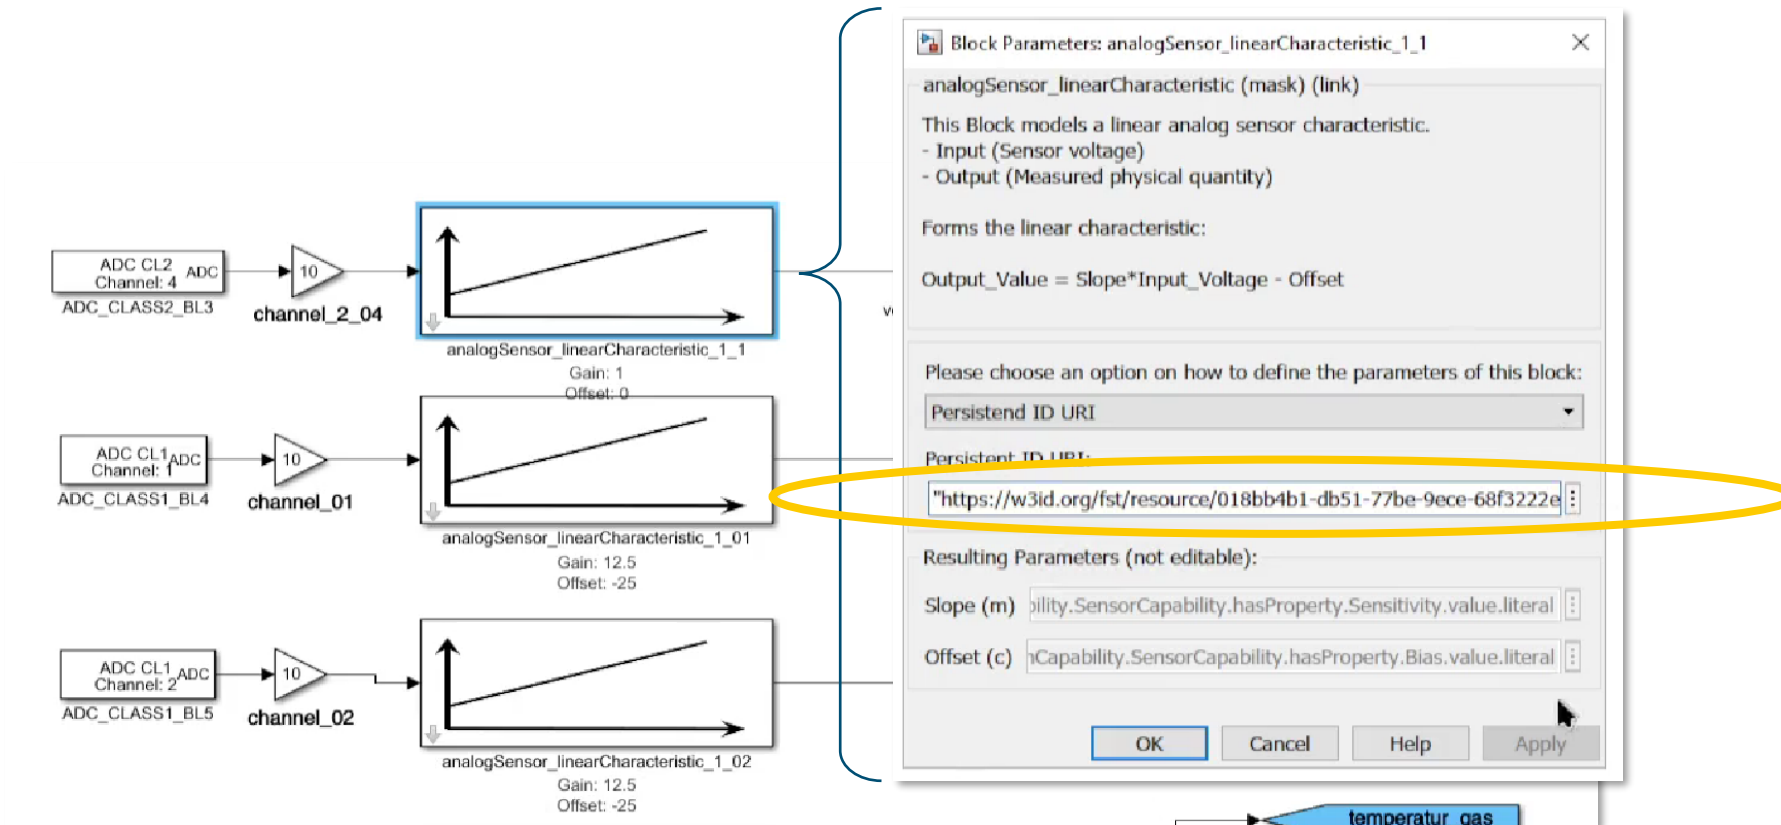 ADC CL2
Channel: 4
ADC
ADC_CLASS2_BL3
10
channel_2_04
analogSensor_linearCharacteristic_1_1
Gain: 1
Offset: 0
ADC CL1
Channel: 1
ADC
ADC_CLASS1_BL4
10
channel_01
analogSensor_linearCharacteristic_1_01
Gain: 12.5
Offset: -25
ADC CL1
Channel: 2
ADC
ADC_CLASS1_BL5
10
channel_02
analogSensor_linearCharacteristic_1_02
Gain: 12.5
Offset: -25
Block Parameters: analogSensor_linearCharacteristic_1_1
analogSensor_linearCharacteristic (mask) (link)
This Block models a linear analog sensor characteristic.
- Input (Sensor voltage)
- Output (Measured physical quantity)
Forms the linear characteristic:
Output_Value = Slope*Input_Voltage - Offset
Please choose an option on how to define the parameters of this block:
Persistend ID URI
Persistent ID URI:
"https://w3id.org/fst/resource/018bb4b1-db51-77be-9ece-68f3222e
Resulting Parameters (not editable):
Slope (m) ility.SensorCapability.hasProperty.Sensitivity.value.literal
Offset (c) Capability.SensorCapability.hasProperty.Bias.value.literal
OK Cancel Help Apply
temperatur_gas